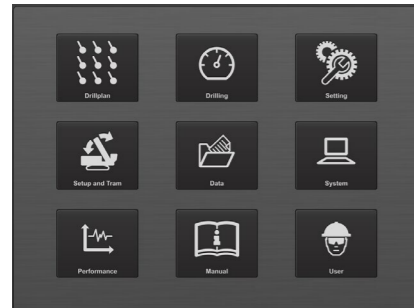 Drillplan
Drilling
Setting
Setup and Tram
Data
System
Performance
Manual
User